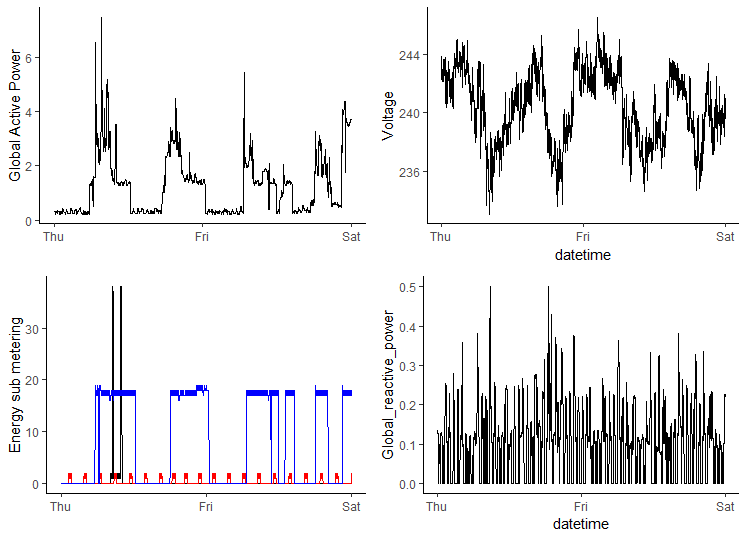 Global Active Power
6
4
2
0
Thu
Fri
Sat
Voltage
244
240
236
Thu
Fri
Sat
datetime
Energy sub metering
30
20
10
0
Thu
Fri
Sat
Global_reactive_power
0.5
0.4
0.3
0.2
0.1
0.0
Thu
Fri
Sat
datetime